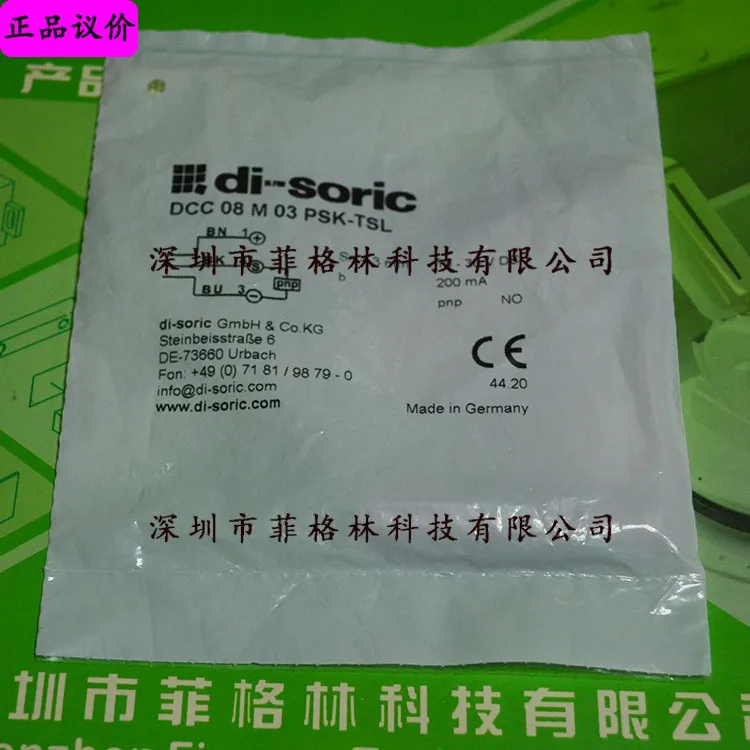 正品议价
产品
di-soric
DCC 08 M 03 PSK-TSL
BN 1 +
深圳市菲格林科技有限公司
BU 3 - pnp
200 mA
pnp NO
di-soric GmbH & Co.KG
Steinbeisstraße 6
DE-73660 Urbach
Fon: +49 (0) 71 81 / 98 79 - 0
info@di-soric.com
www.di-soric.com
CE
44.20
Made in Germany
深圳市菲格林科技有限公司
圳市菲格林科技有限公